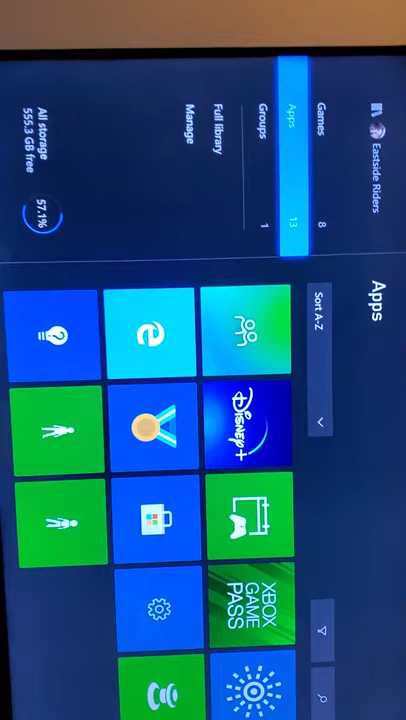 Eastside Riders
Games 8
Apps 13
Groups 1
Full library
Manage
All storage
555.3 GB free
57.1%
Apps
Sort A-Z
Disney+
XBOX
GAME
PASS